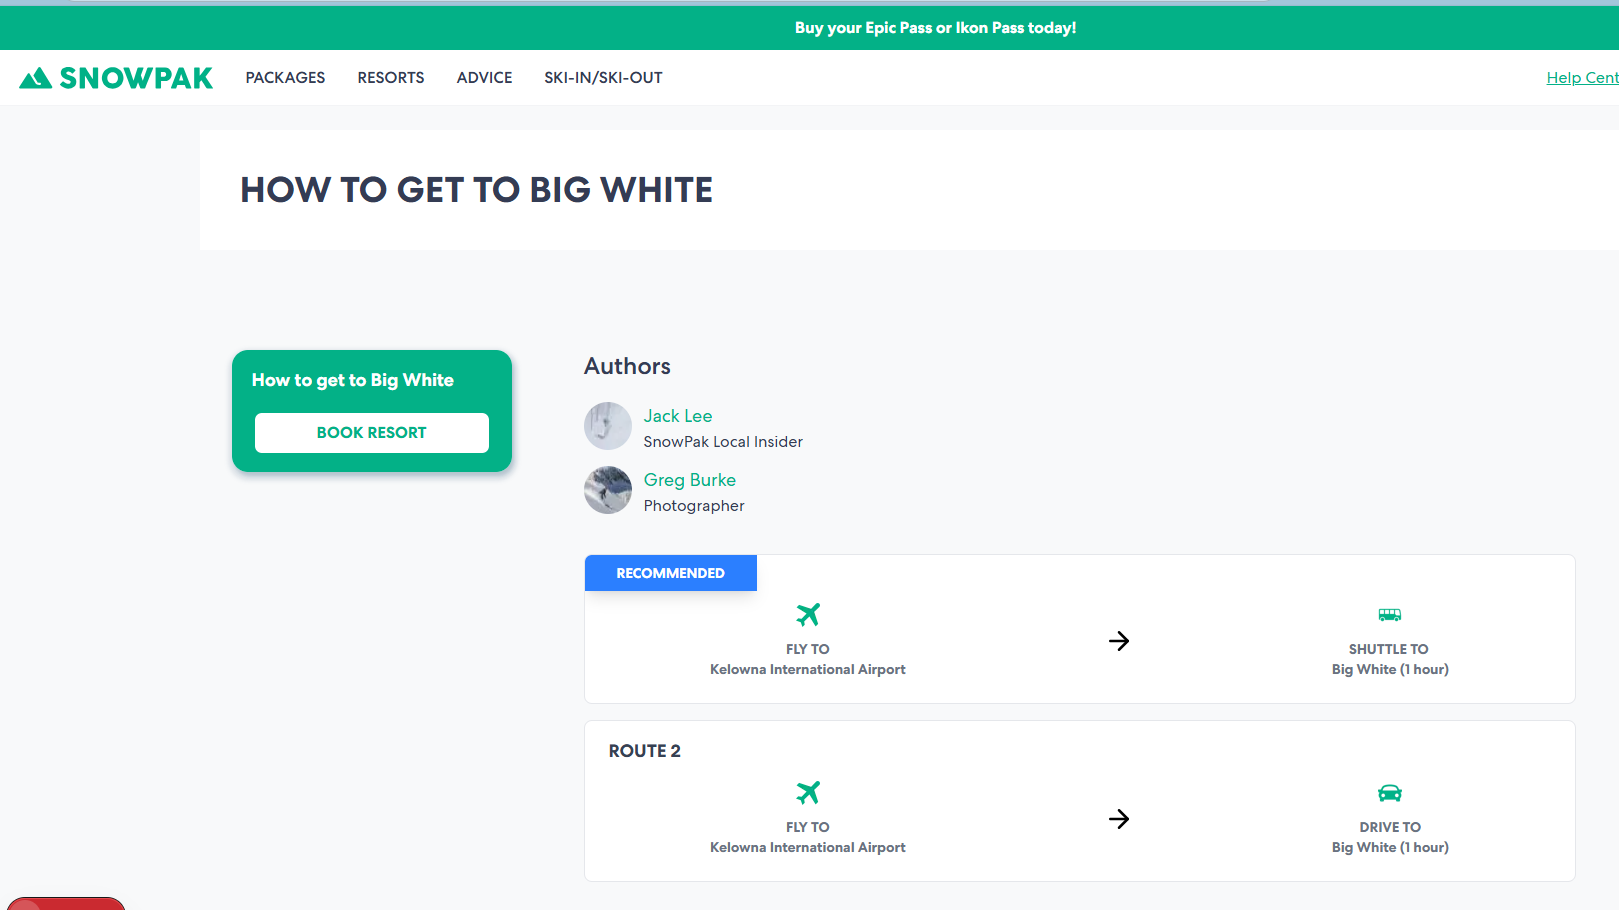 Buy your Epic Pass or Ikon Pass today!
SNOWPAK
PACKAGES
RESORTS
ADVICE
SKI-IN/SKI-OUT
Help Cent
HOW TO GET TO BIG WHITE
How to get to Big White
BOOK RESORT
Authors
Jack Lee
SnowPak Local Insider
Greg Burke
Photographer
RECOMMENDED
FLY TO
Kelowna International Airport
SHUTTLE TO
Big White (1 hour)
ROUTE 2
FLY TO
Kelowna International Airport
DRIVE TO
Big White (1 hour)